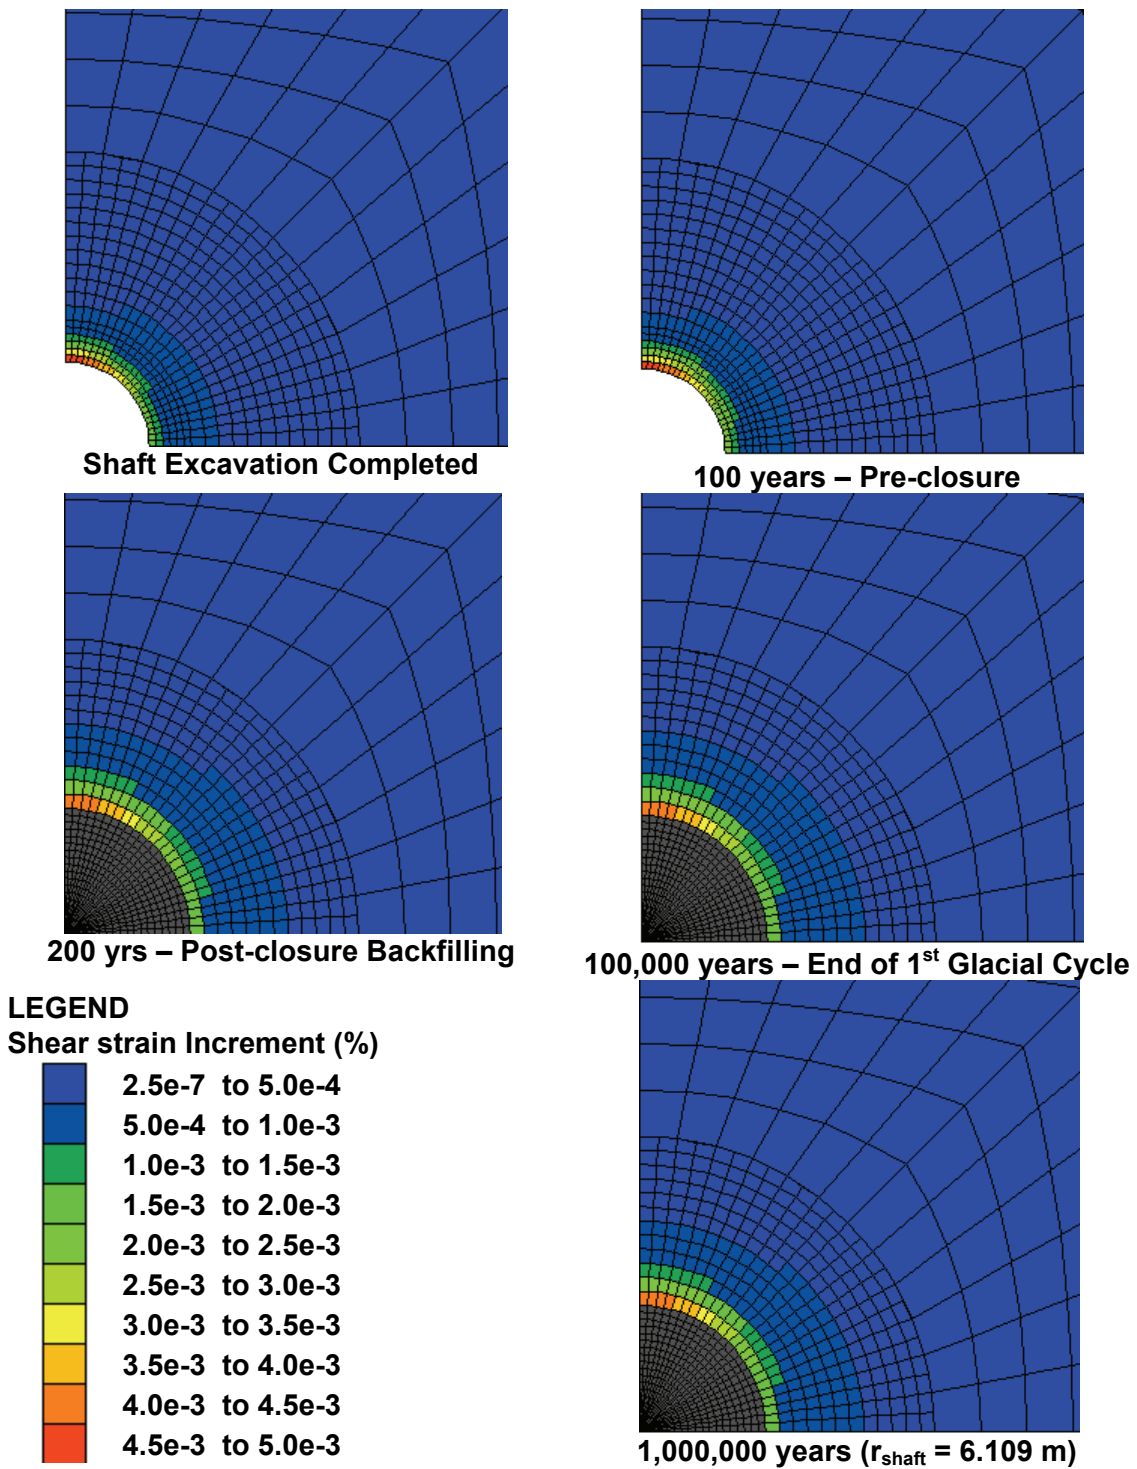 Shaft Excavation Completed
100 years – Pre-closure
200 yrs – Post-closure Backfilling
100,000 years – End of 1st Glacial Cycle
LEGEND
Shear strain Increment (%)
2.5e-7 to 5.0e-4
5.0e-4 to 1.0e-3
1.0e-3 to 1.5e-3
1.5e-3 to 2.0e-3
2.0e-3 to 2.5e-3
2.5e-3 to 3.0e-3
3.0e-3 to 3.5e-3
3.5e-3 to 4.0e-3
4.0e-3 to 4.5e-3
4.5e-3 to 5.0e-3
1,000,000 years (rshaft = 6.109 m)